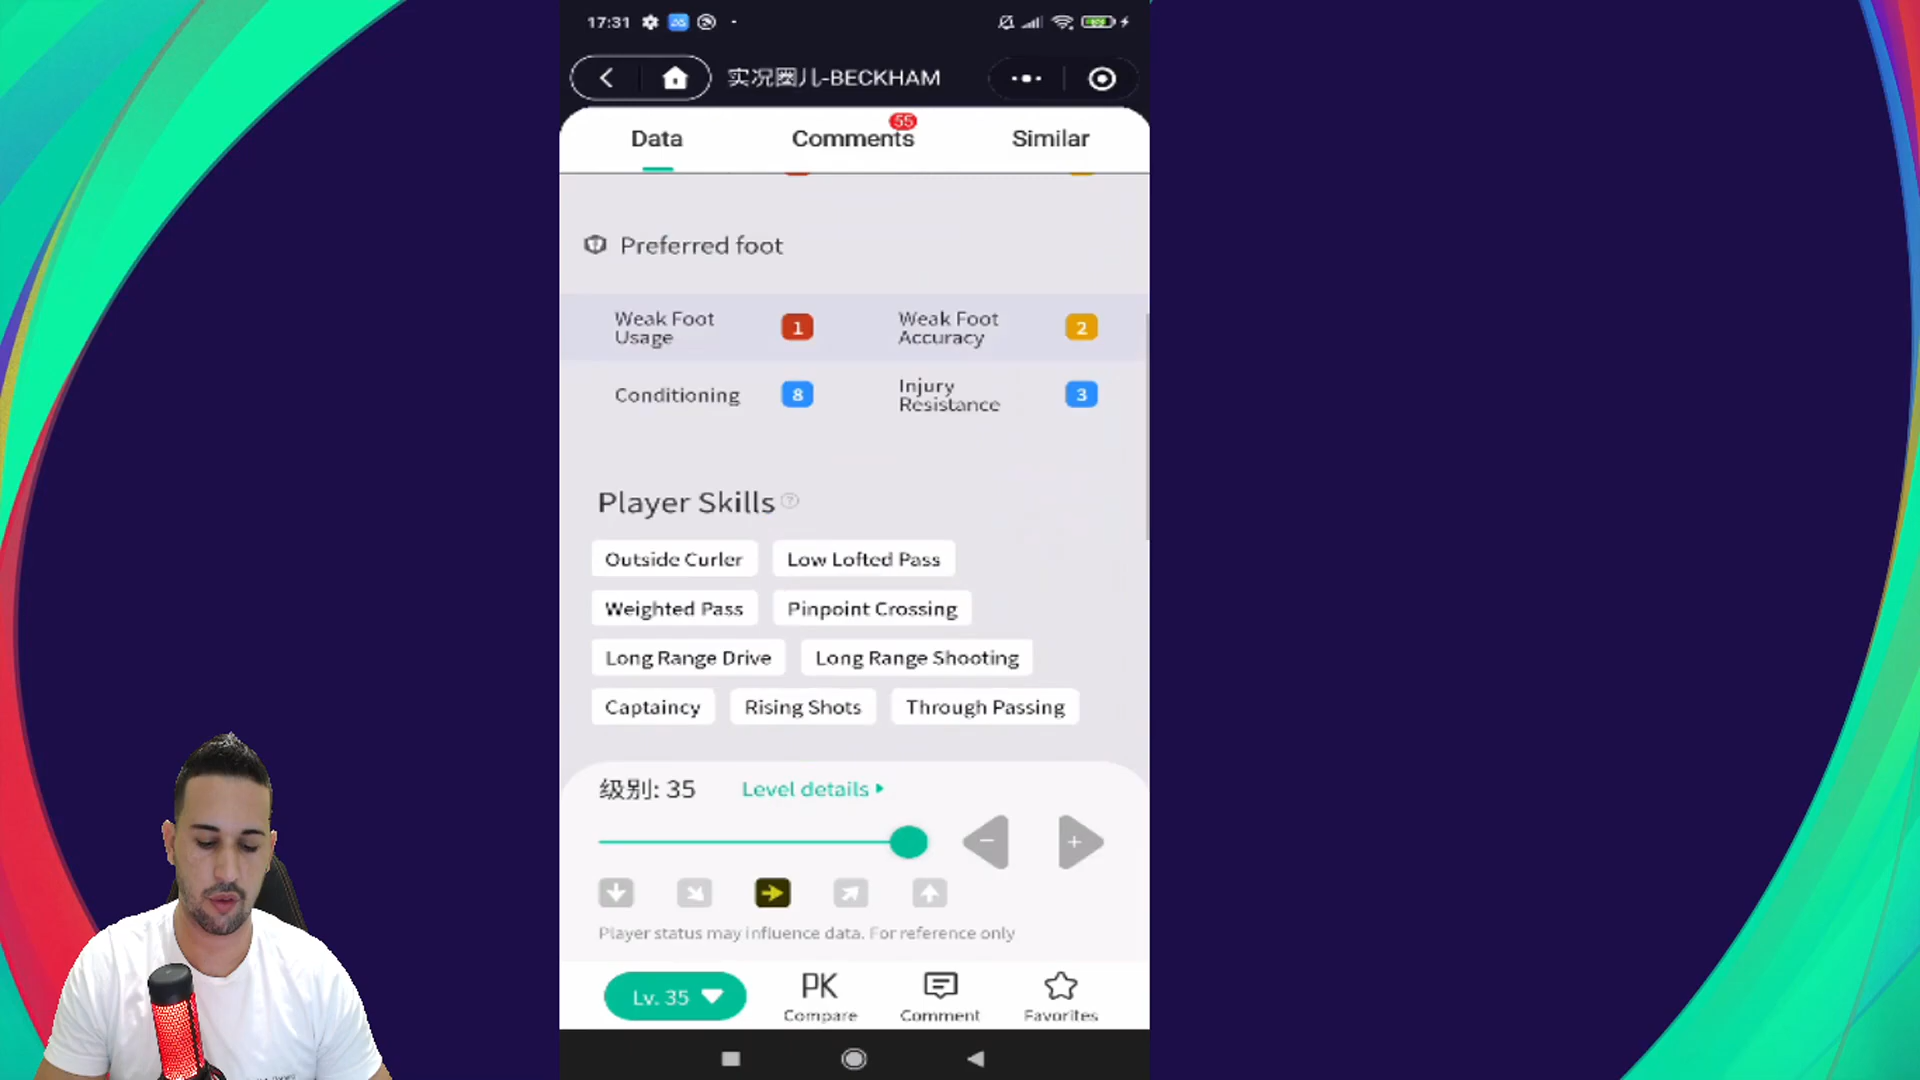 17:31
实况圈儿-BECKHAM
Data
Comments
55
Similar
Preferred foot
Weak Foot Usage 1
Weak Foot Accuracy 2
Conditioning 8
Injury Resistance 3
Player Skills
Outside Curler
Low Lofted Pass
Weighted Pass
Pinpoint Crossing
Long Range Drive
Long Range Shooting
Captaincy
Rising Shots
Through Passing
级别: 35
Level details
Player status may influence data. For reference only
Lv. 35
PK
Compare
Comment
Favorites